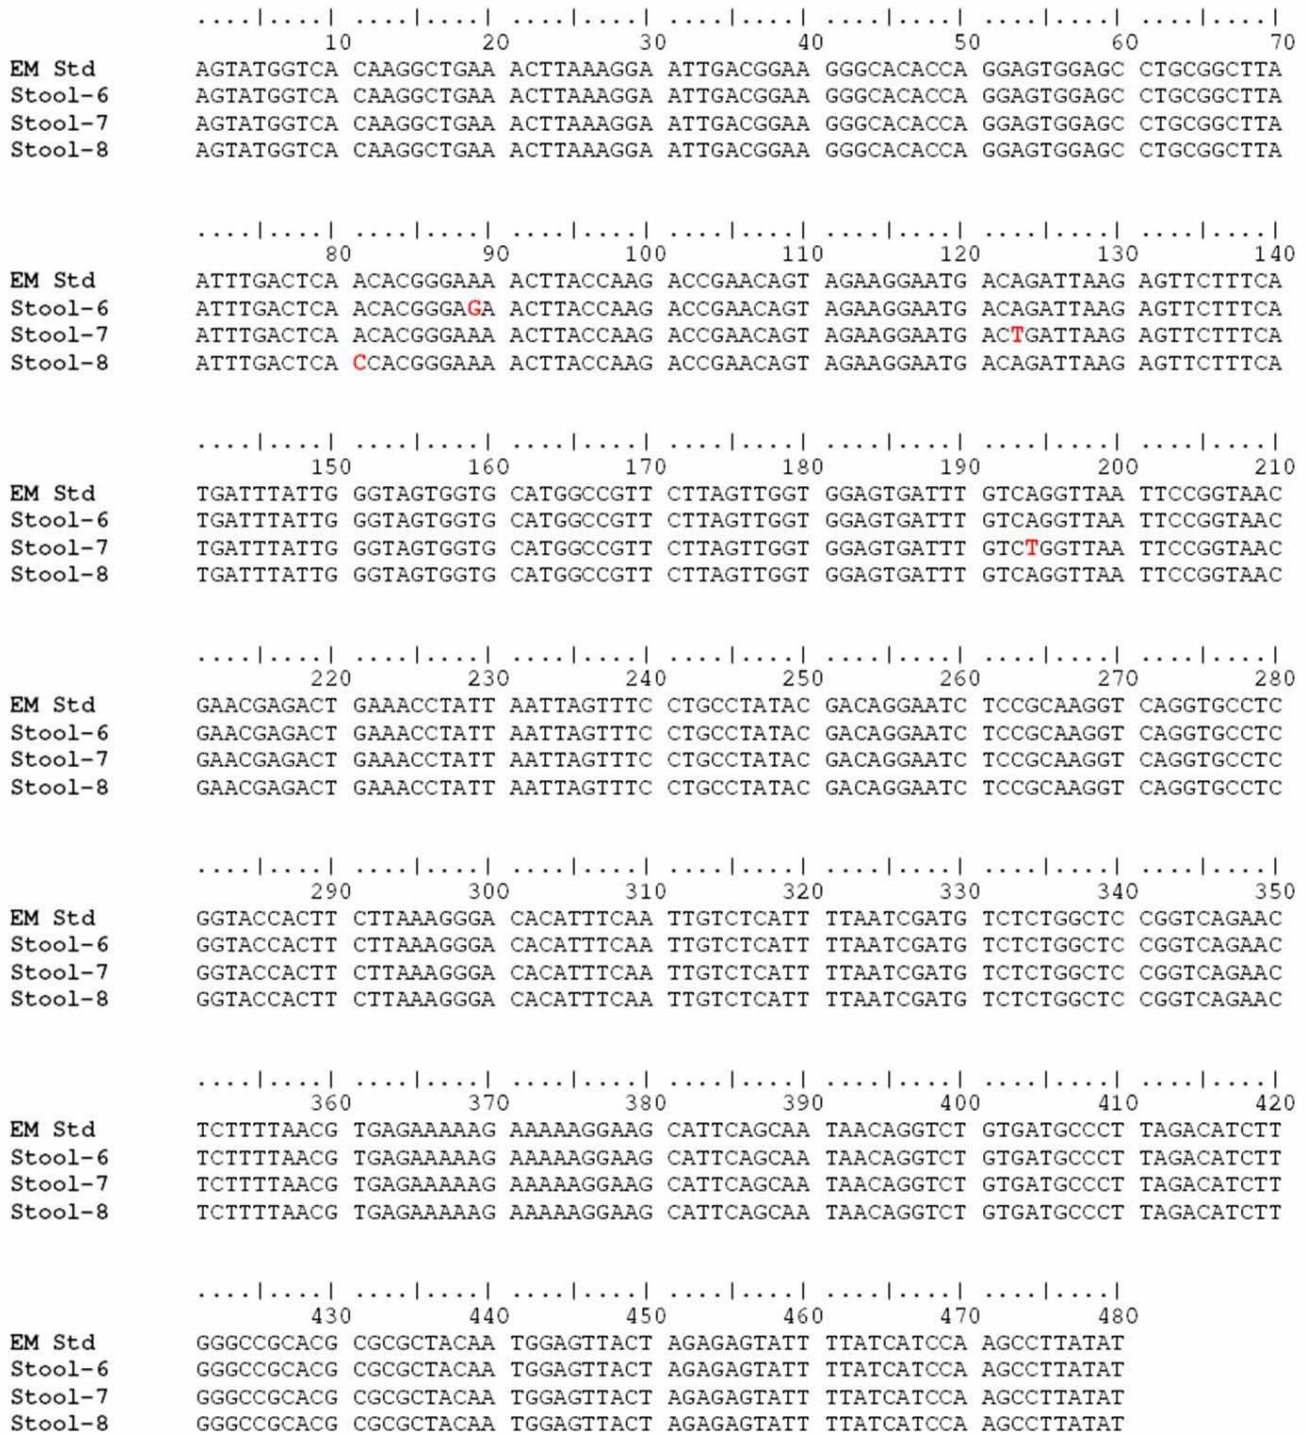 ....|....| ....|....| ....|....| ....|....| ....|....| ....|....| ....|....|
10 20 30 40 50 60 70
EM Std AGTATGGTCA CAAGGCTGAA ACTTAAAGGA ATTGACGGAA GGGCACACCA GGAGTGGAGC CTGCGGCTTA
Stool-6 AGTATGGTCA CAAGGCTGAA ACTTAAAGGA ATTGACGGAA GGGCACACCA GGAGTGGAGC CTGCGGCTTA
Stool-7 AGTATGGTCA CAAGGCTGAA ACTTAAAGGA ATTGACGGAA GGGCACACCA GGAGTGGAGC CTGCGGCTTA
Stool-8 AGTATGGTCA CAAGGCTGAA ACTTAAAGGA ATTGACGGAA GGGCACACCA GGAGTGGAGC CTGCGGCTTA
....|....| ....|....| ....|....| ....|....| ....|....| ....|....| ....|....|
80 90 100 110 120 130 140
EM Std ATTTGACTCA ACACGGGAAA ACTTACCAAG ACCGAACAGT AGAAGGAATG ACAGATTAAG AGTTCTTTCA
Stool-6 ATTTGACTCA ACACGGGAGA ACTTACCAAG ACCGAACAGT AGAAGGAATG ACAGATTAAG AGTTCTTTCA
Stool-7 ATTTGACTCA ACACGGGAAA ACTTACCAAG ACCGAACAGT AGAAGGAATG ACTGATTAAG AGTTCTTTCA
Stool-8 ATTTGACTCA CCACGGGAAA ACTTACCAAG ACCGAACAGT AGAAGGAATG ACAGATTAAG AGTTCTTTCA
....|....| ....|....| ....|....| ....|....| ....|....| ....|....| ....|....|
150 160 170 180 190 200 210
EM Std TGATTTATTG GGTAGTGGTG CATGGCCGTT CTTAGTTGGT GGAGTGATTT GTCAGGTTAA TTCCGGTAAC
Stool-6 TGATTTATTG GGTAGTGGTG CATGGCCGTT CTTAGTTGGT GGAGTGATTT GTCAGGTTAA TTCCGGTAAC
Stool-7 TGATTTATTG GGTAGTGGTG CATGGCCGTT CTTAGTTGGT GGAGTGATTT GTCTGGTTAA TTCCGGTAAC
Stool-8 TGATTTATTG GGTAGTGGTG CATGGCCGTT CTTAGTTGGT GGAGTGATTT GTCAGGTTAA TTCCGGTAAC
....|....| ....|....| ....|....| ....|....| ....|....| ....|....| ....|....|
220 230 240 250 260 270 280
EM Std GAACGAGACT GAAACCTATT AATTAGTTTC CTGCCTATAC GACAGGAATC TCCGCAAGGT CAGGTGCCTC
Stool-6 GAACGAGACT GAAACCTATT AATTAGTTTC CTGCCTATAC GACAGGAATC TCCGCAAGGT CAGGTGCCTC
Stool-7 GAACGAGACT GAAACCTATT AATTAGTTTC CTGCCTATAC GACAGGAATC TCCGCAAGGT CAGGTGCCTC
Stool-8 GAACGAGACT GAAACCTATT AATTAGTTTC CTGCCTATAC GACAGGAATC TCCGCAAGGT CAGGTGCCTC
....|....| ....|....| ....|....| ....|....| ....|....| ....|....| ....|....|
290 300 310 320 330 340 350
EM Std GGTACCACTT CTTAAAGGGA CACATTTCAA TTGTCTCATT TTAATCGATG TCTCTGGCTC CGGTCAGAAC
Stool-6 GGTACCACTT CTTAAAGGGA CACATTTCAA TTGTCTCATT TTAATCGATG TCTCTGGCTC CGGTCAGAAC
Stool-7 GGTACCACTT CTTAAAGGGA CACATTTCAA TTGTCTCATT TTAATCGATG TCTCTGGCTC CGGTCAGAAC
Stool-8 GGTACCACTT CTTAAAGGGA CACATTTCAA TTGTCTCATT TTAATCGATG TCTCTGGCTC CGGTCAGAAC
....|....| ....|....| ....|....| ....|....| ....|....| ....|....| ....|....|
360 370 380 390 400 410 420
EM Std TCTTTTAACG TGAGAAAAAG AAAAAGGAAG CATTCAGCAA TAACAGGTCT GTGATGCCCT TAGACATCTT
Stool-6 TCTTTTAACG TGAGAAAAAG AAAAAGGAAG CATTCAGCAA TAACAGGTCT GTGATGCCCT TAGACATCTT
Stool-7 TCTTTTAACG TGAGAAAAAG AAAAAGGAAG CATTCAGCAA TAACAGGTCT GTGATGCCCT TAGACATCTT
Stool-8 TCTTTTAACG TGAGAAAAAG AAAAAGGAAG CATTCAGCAA TAACAGGTCT GTGATGCCCT TAGACATCTT
....|....| ....|....| ....|....| ....|....| ....|....| ....|....|
430 440 450 460 470 480
EM Std GGGCCGCACG CGCGCTACAA TGGAGTTACT AGAGAGTATT TTATCATCCA AGCCTTATAT
Stool-6 GGGCCGCACG CGCGCTACAA TGGAGTTACT AGAGAGTATT TTATCATCCA AGCCTTATAT
Stool-7 GGGCCGCACG CGCGCTACAA TGGAGTTACT AGAGAGTATT TTATCATCCA AGCCTTATAT
Stool-8 GGGCCGCACG CGCGCTACAA TGGAGTTACT AGAGAGTATT TTATCATCCA AGCCTTATAT